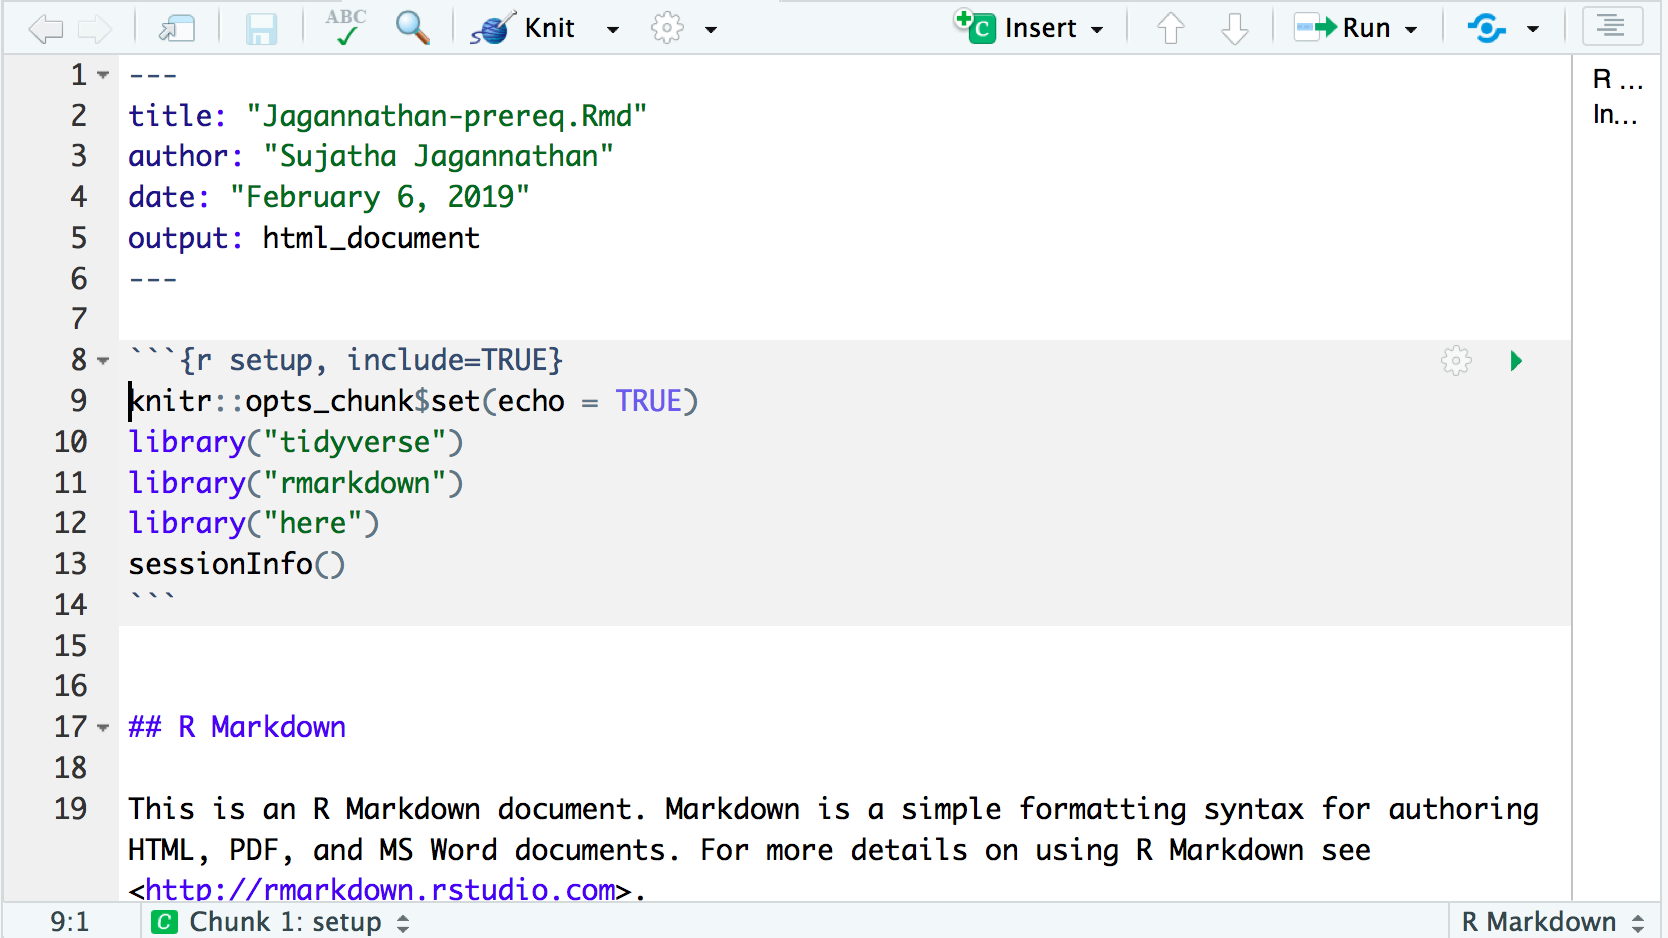 ABC Knit Insert Run
1 ---
2 title: "Jagannathan-prereq.Rmd"
3 author: "Sujatha Jagannathan"
4 date: "February 6, 2019"
5 output: html_document
6 ---
7
8 ```{r setup, include=TRUE}
9 knitr::opts_chunk$set(echo = TRUE)
10 library("tidyverse")
11 library("rmarkdown")
12 library("here")
13 sessionInfo()
14 ```
15
16
17 ## R Markdown
18
19 This is an R Markdown document. Markdown is a simple formatting syntax for authoring
HTML, PDF, and MS Word documents. For more details on using R Markdown see
<http://rmarkdown.rstudio.com>.
R ...
In...
9:1 C Chunk 1: setup R Markdown